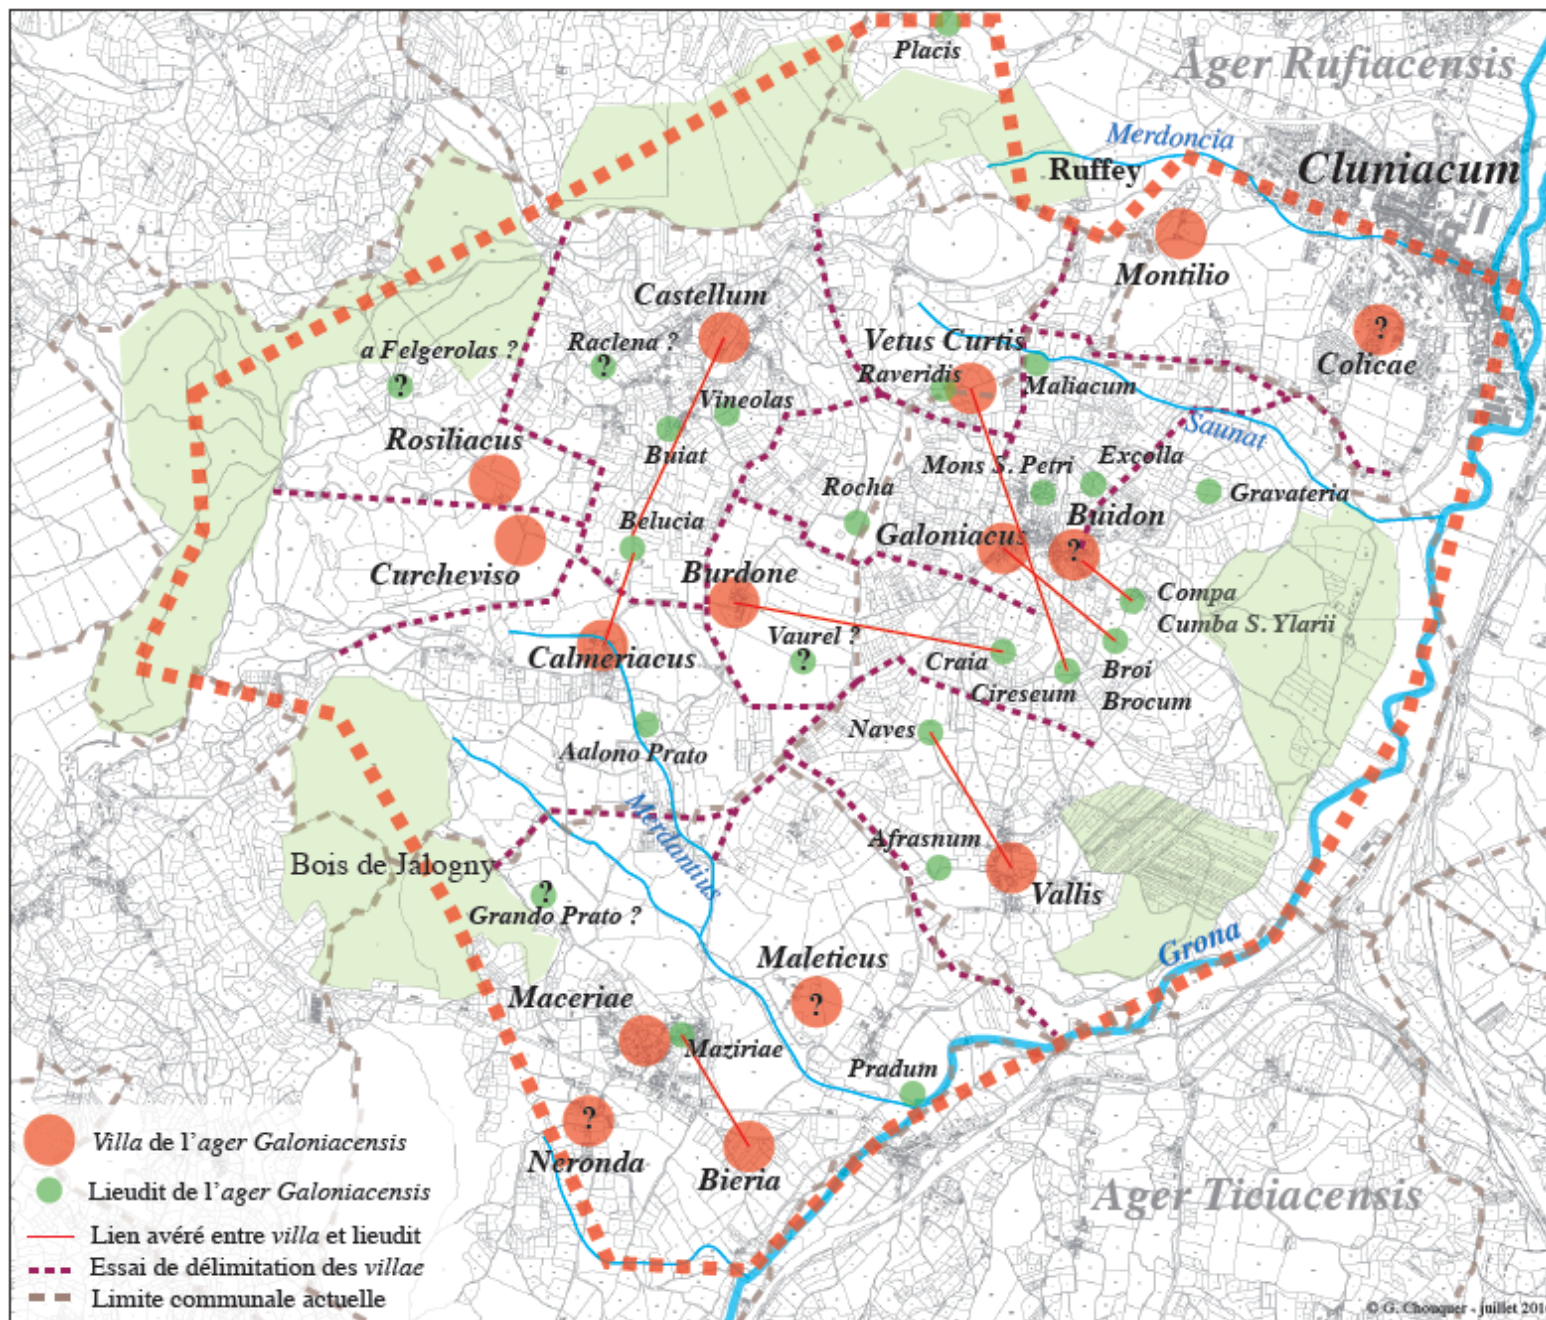 Placis
Ager Rufiacensis
Merdoncia
Ruffey
Cluniacum
Montilio
Castellum
Vetus Curtis
Colicae
?
a Felgerolas ?
?
Raclena ?
?
Raveridis
Maliacum
Vineolas
Saunat
Rosiliacus
Buiat
Mons S. Petri
Excolla
Rocha
Gravateria
Belucia
Galoniacus
Buidon
?
Curcheviso
Burdone
Compa
Cumba S. Ylarii
Vaurel ?
?
Calmeriacus
Craia
Broi
Cireseum
Brocum
Naves
Aalono Prato
Merdantius
Afrasnum
Bois de Jalogny
Vallis
?
Grando Prato ?
Grona
Maleticus
?
Maceriae
Maziriae
Pradum
?
Neronda
Bieria
Ager Ticiacensis
Villa de l'ager Galoniacensis
Lieudit de l'ager Galoniacensis
Lien avéré entre villa et lieudit
Essai de délimitation des villae
Limite communale actuelle
© G. Chouquer - juillet